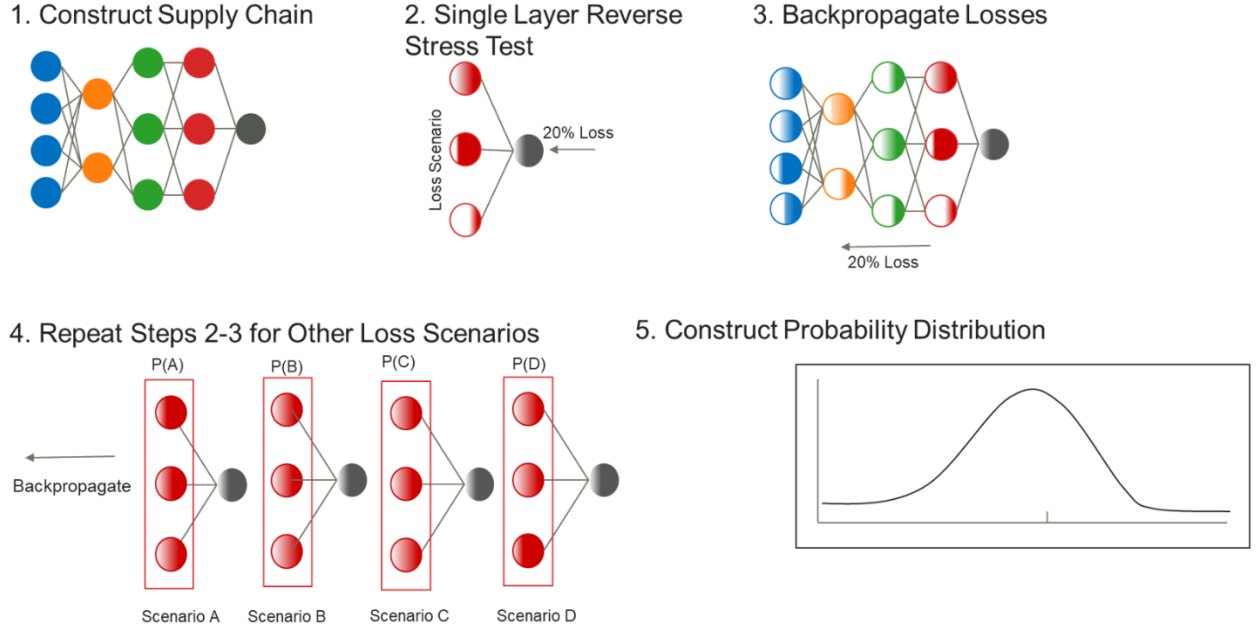 1. Construct Supply Chain
2. Single Layer Reverse
Stress Test
Loss Scenario
20% Loss
3. Backpropagate Losses
20% Loss
4. Repeat Steps 2-3 for Other Loss Scenarios
P(A)
P(B)
P(C)
P(D)
Backpropagate
Scenario A
Scenario B
Scenario C
Scenario D
5. Construct Probability Distribution